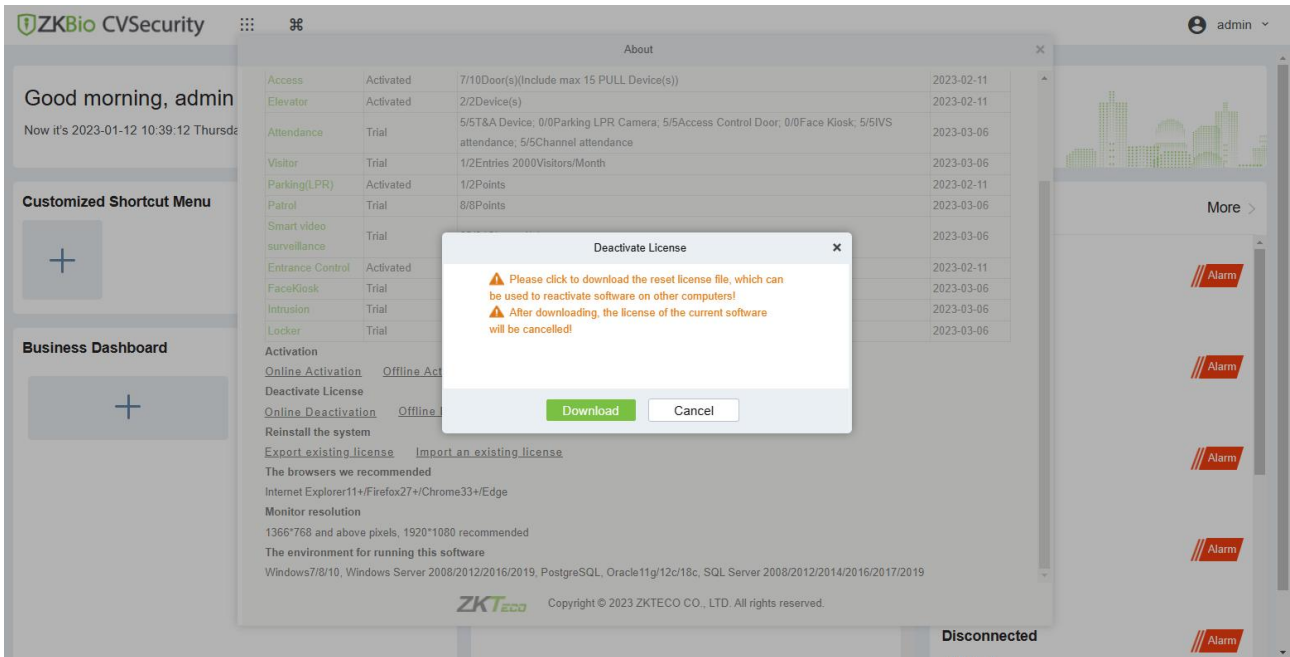 ZKBio CVSecurity
admin
About
Good morning, admin
Now it's 2023-01-12 10:39:12 Thursda
Customized Shortcut Menu
Business Dashboard
Access Activated 7/10Door(s)(Include max 15 PULL Device(s)) 2023-02-11
Elevator Activated 2/2Device(s) 2023-02-11
Attendance Trial 5/5T&A Device; 0/0Parking LPR Camera; 5/5Access Control Door; 0/0Face Kiosk; 5/5IVS
attendance; 5/5Channel attendance 2023-03-06
Visitor Trial 1/2Entries 2000Visitors/Month 2023-03-06
Parking(LPR) Activated 1/2Points 2023-02-11
Patrol Trial 8/8Points 2023-03-06
Smart video
surveillance Trial 2023-03-06
Entrance Control Activated 2023-02-11
FaceKiosk Trial 2023-03-06
Intrusion Trial 2023-03-06
Locker Trial 2023-03-06
Activation
Online Activation Offline Act
Deactivate License
Online Deactivation Offline
Reinstall the system
Export existing license Import an existing license
The browsers we recommended
Internet Explorer11+/Firefox27+/Chrome33+/Edge
Monitor resolution
1366*768 and above pixels, 1920*1080 recommended
The environment for running this software
Windows7/8/10, Windows Server 2008/2012/2016/2019, PostgreSQL, Oracle11g/12c/18c, SQL Server 2008/2012/2014/2016/2017/2019
ZKTECO Copyright © 2023 ZKTECO CO., LTD. All rights reserved.
Deactivate License
Please click to download the reset license file, which can
be used to reactivate software on other computers!
After downloading, the license of the current software
will be cancelled!
Download Cancel
More
Alarm
Alarm
Alarm
Alarm
Disconnected
Alarm